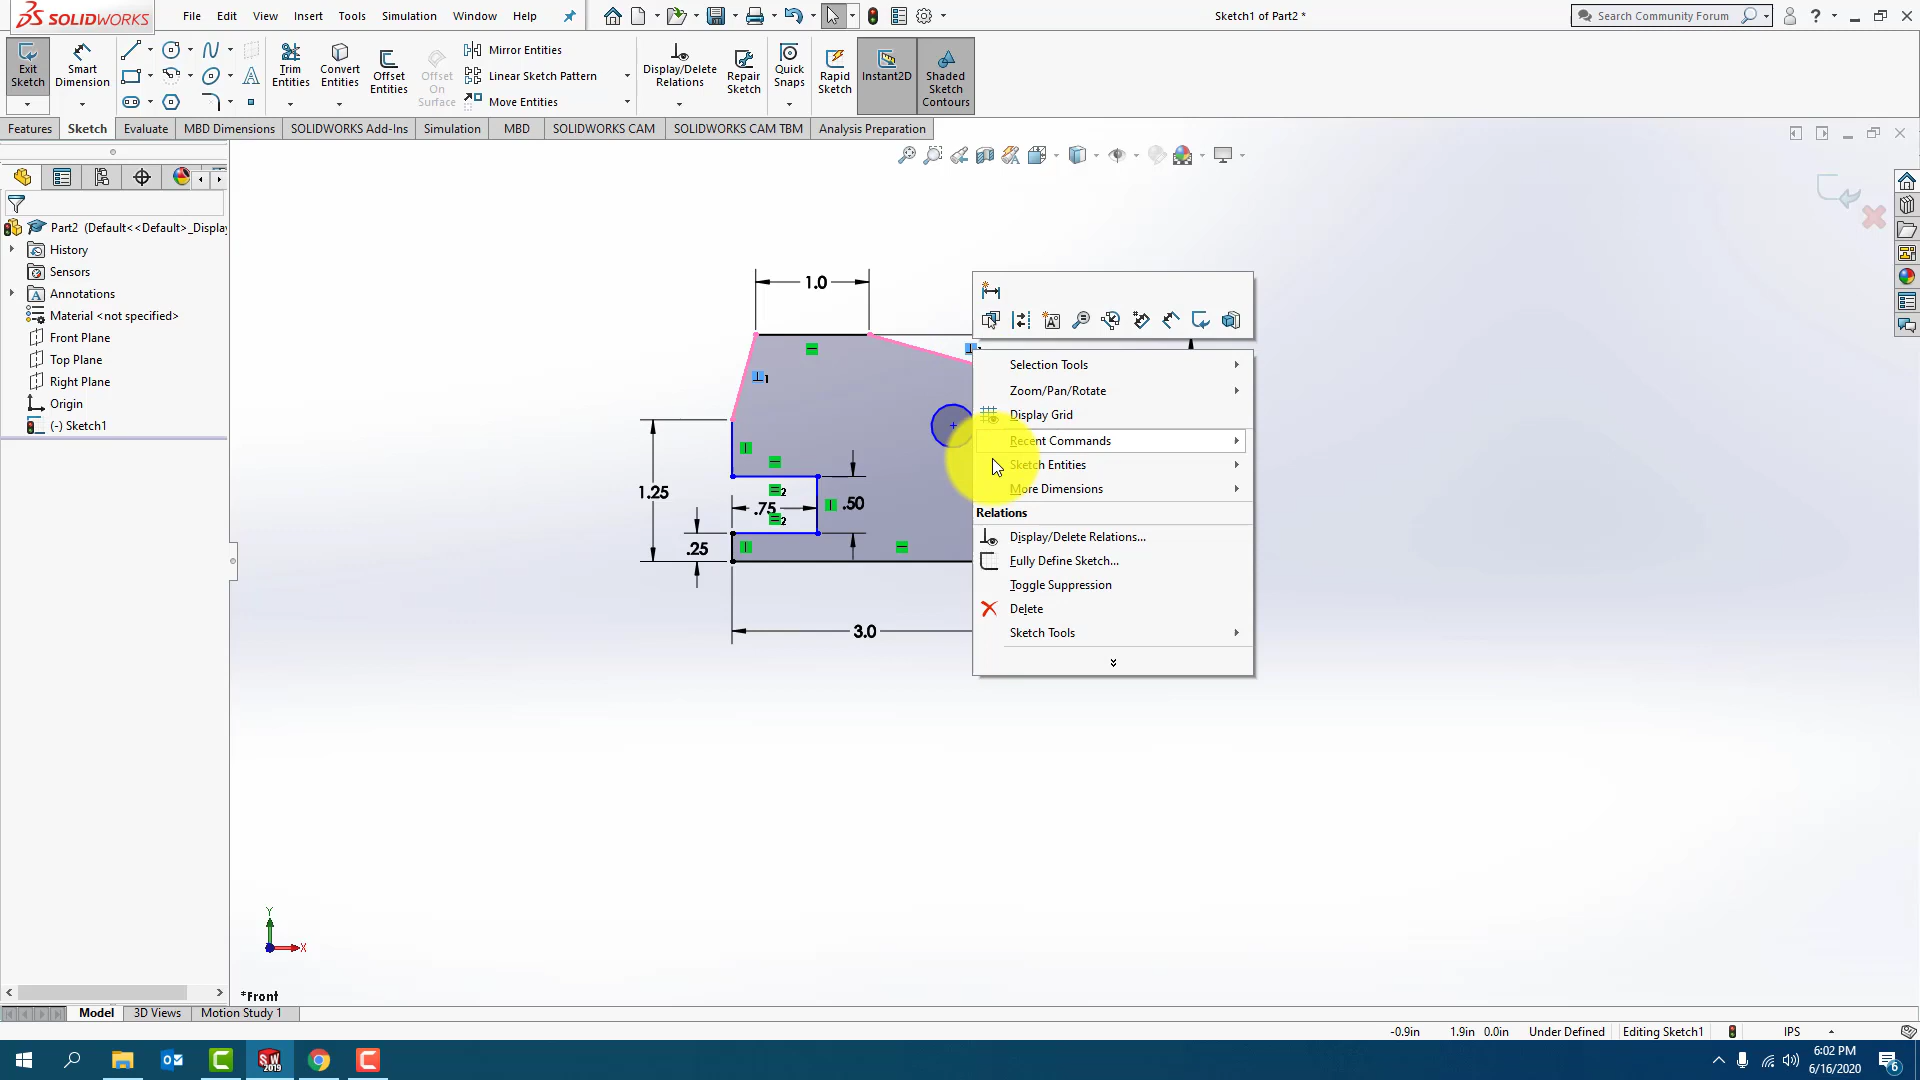 SOLIDWORKS File Edit View Insert Tools Simulation Window Help Sketch1 of Part2 * Search Community Forum
Exit Sketch
Smart Dimension
Trim Entities
Convert Entities
Offset Entities
Offset On Surface
Mirror Entities
Linear Sketch Pattern
Move Entities
Display/Delete Relations
Repair Sketch
Quick Snaps
Rapid Sketch
Instant2D
Shaded Sketch Contours
Features Sketch Evaluate MBD Dimensions SOLIDWORKS Add-Ins Simulation MBD SOLIDWORKS CAM SOLIDWORKS CAM TBM Analysis Preparation
Part2 (Default<<Default>_Display
History
Sensors
Annotations
Material <not specified>
Front Plane
Top Plane
Right Plane
Origin
(-) Sketch1
1.0
1
1.25
2
.75
2
.50
.25
3.0
Selection Tools
Zoom/Pan/Rotate
Display Grid
Recent Commands
Sketch Entities
More Dimensions
Relations
Display/Delete Relations...
Fully Define Sketch...
Toggle Suppression
Delete
Sketch Tools
Y
X
*Front
Model 3D Views Motion Study 1
-0.9in 1.9in 0.0in Under Defined Editing Sketch1 IPS
SW 2019
6:02 PM
6/16/2020
6